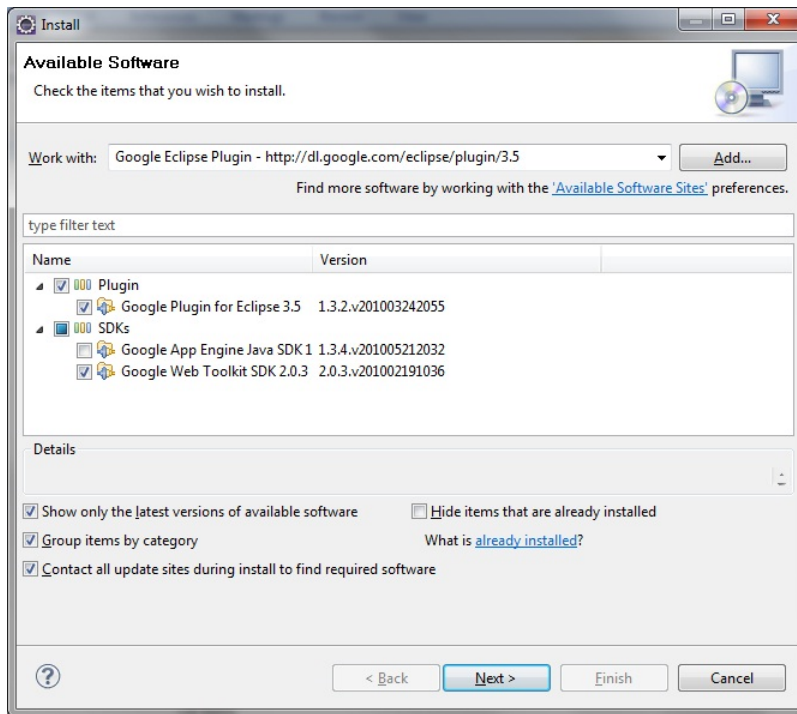 Install
Available Software
Check the items that you wish to install.
Work with: Google Eclipse Plugin - http://dl.google.com/eclipse/plugin/3.5 Add...
Find more software by working with the 'Available Software Sites' preferences.
type filter text
Name Version
Plugin
Google Plugin for Eclipse 3.5 1.3.2.v201003242055
SDKs
Google App Engine Java SDK 1 1.3.4.v201005212032
Google Web Toolkit SDK 2.0.3 2.0.3.v201002191036
Details
Show only the latest versions of available software Hide items that are already installed
Group items by category What is already installed?
Contact all update sites during install to find required software
? < Back Next > Finish Cancel